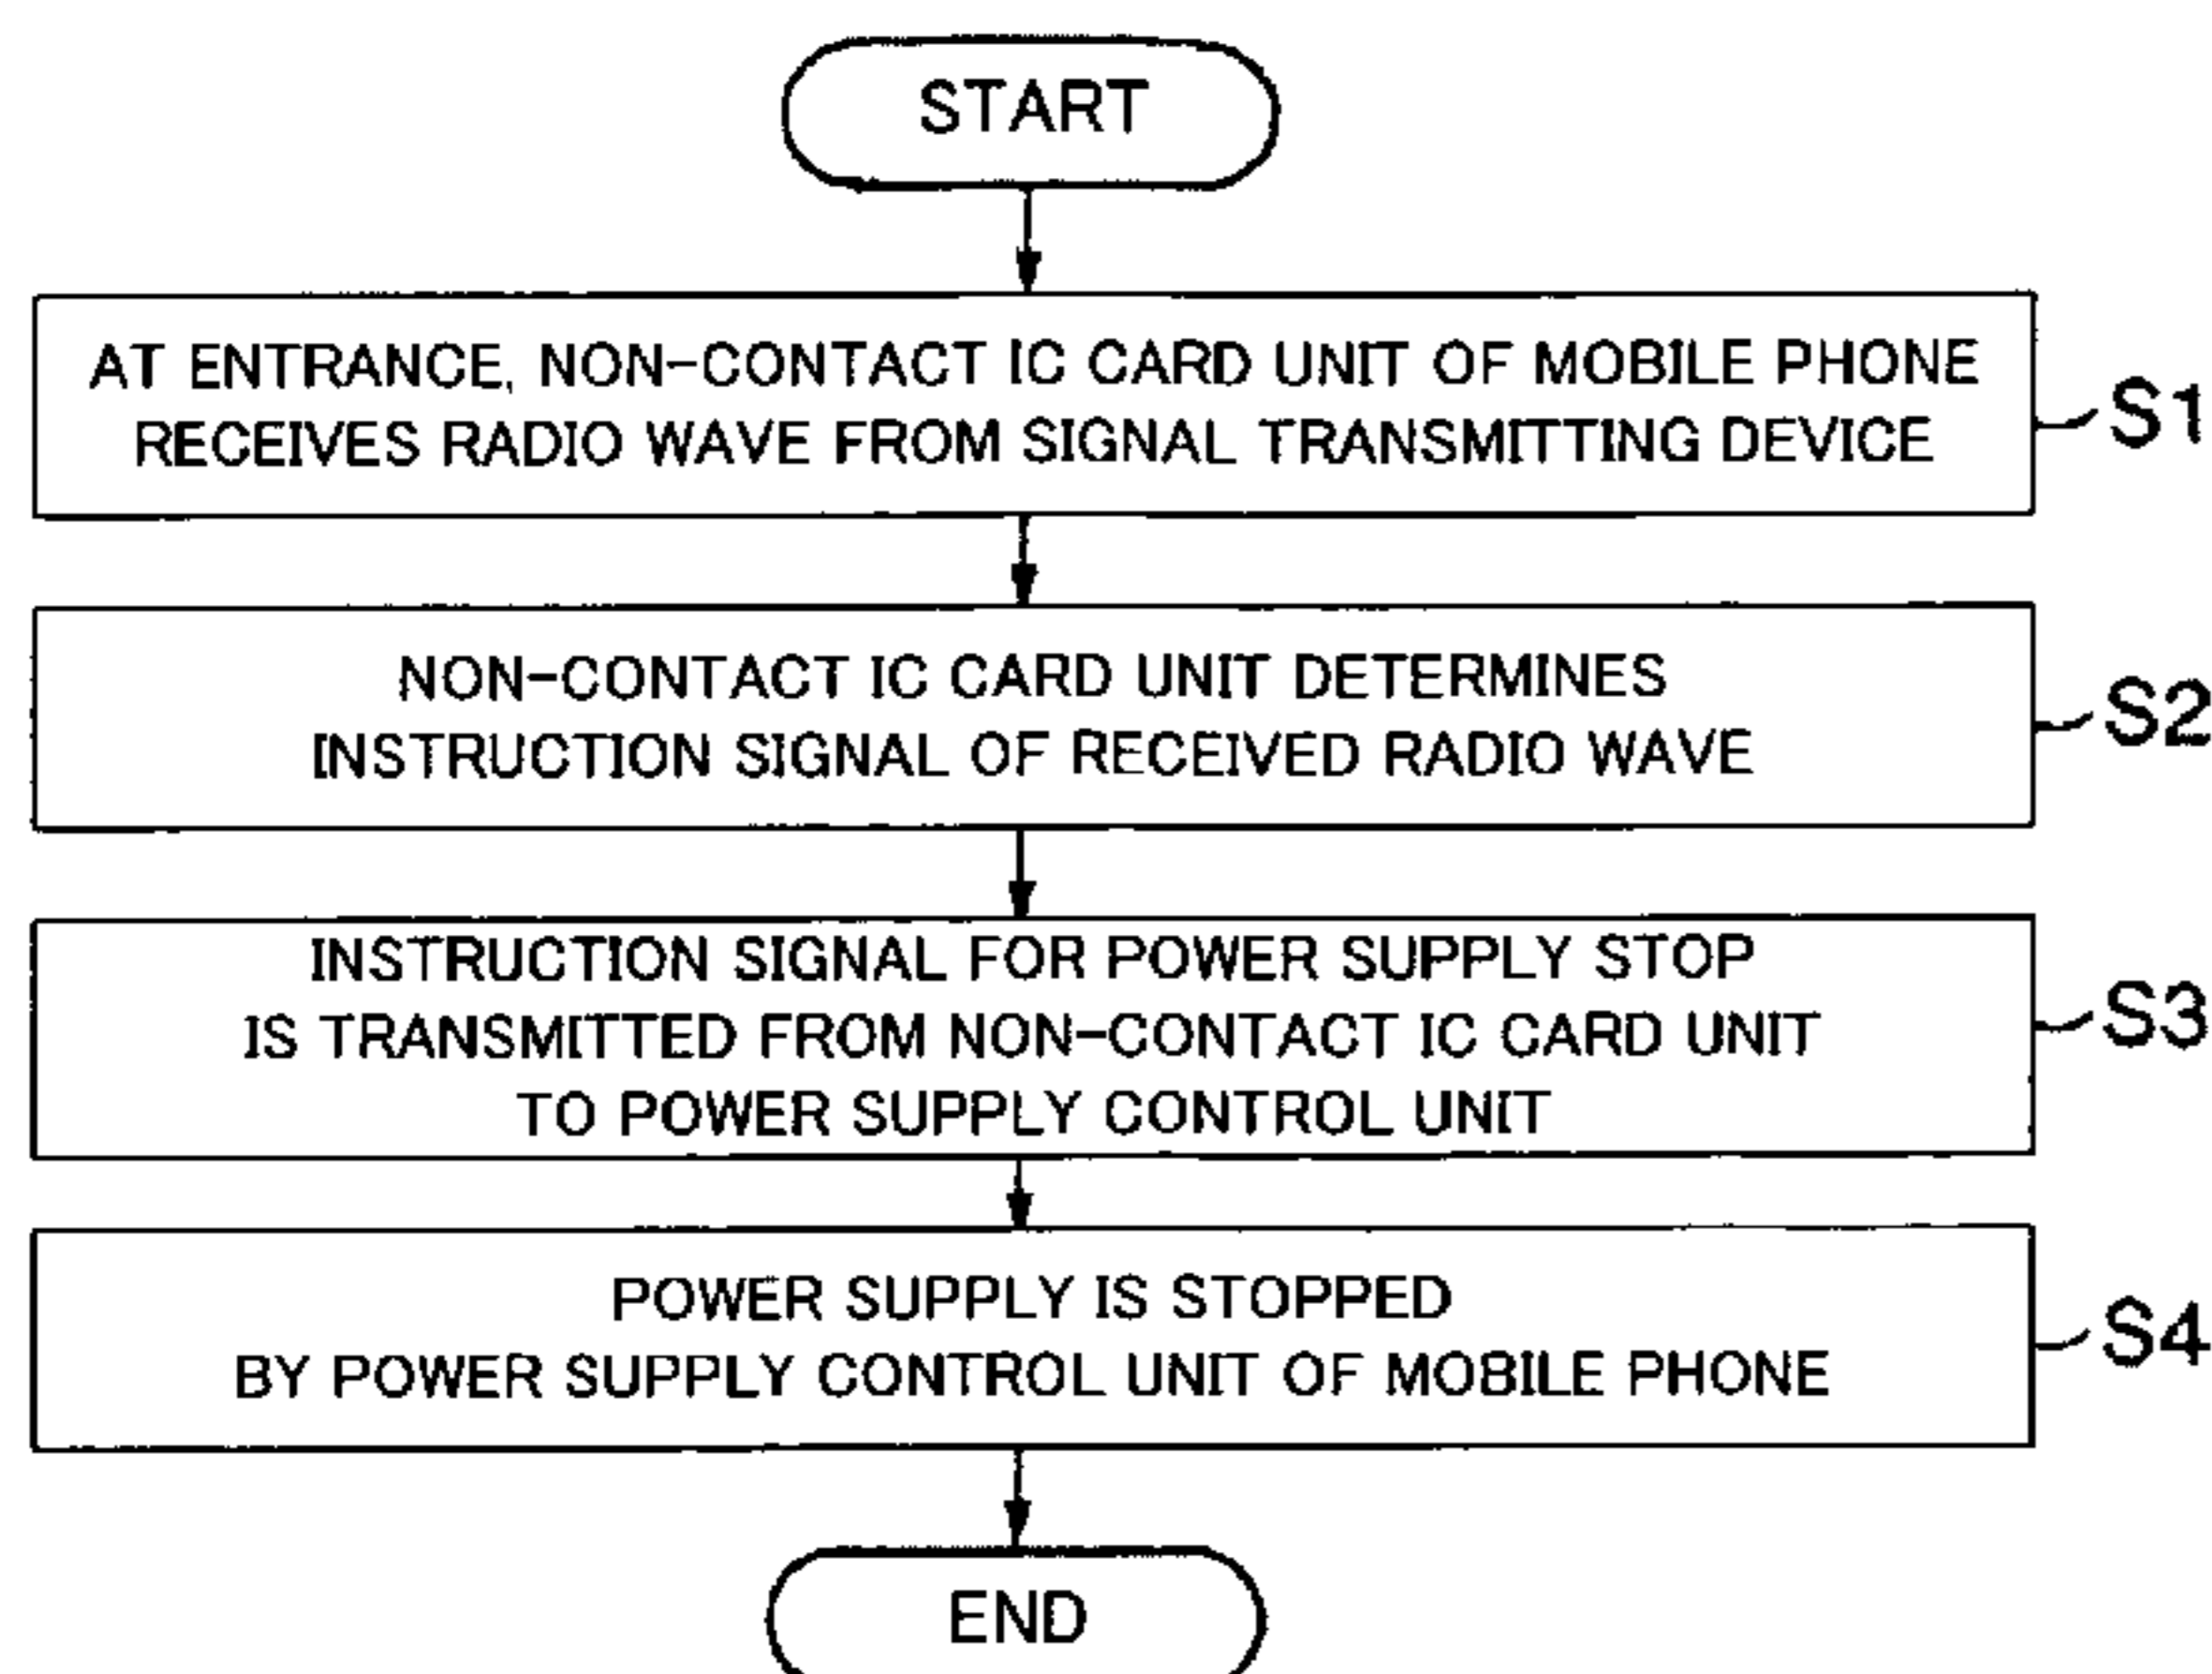 START
AT ENTRANCE, NON-CONTACT IC CARD UNIT OF MOBILE PHONE
RECEIVES RADIO WAVE FROM SIGNAL TRANSMITTING DEVICE
S1
NON-CONTACT IC CARD UNIT DETERMINES
INSTRUCTION SIGNAL OF RECEIVED RADIO WAVE
S2
INSTRUCTION SIGNAL FOR POWER SUPPLY STOP
IS TRANSMITTED FROM NON-CONTACT IC CARD UNIT
TO POWER SUPPLY CONTROL UNIT
S3
POWER SUPPLY IS STOPPED
BY POWER SUPPLY CONTROL UNIT OF MOBILE PHONE
S4
END